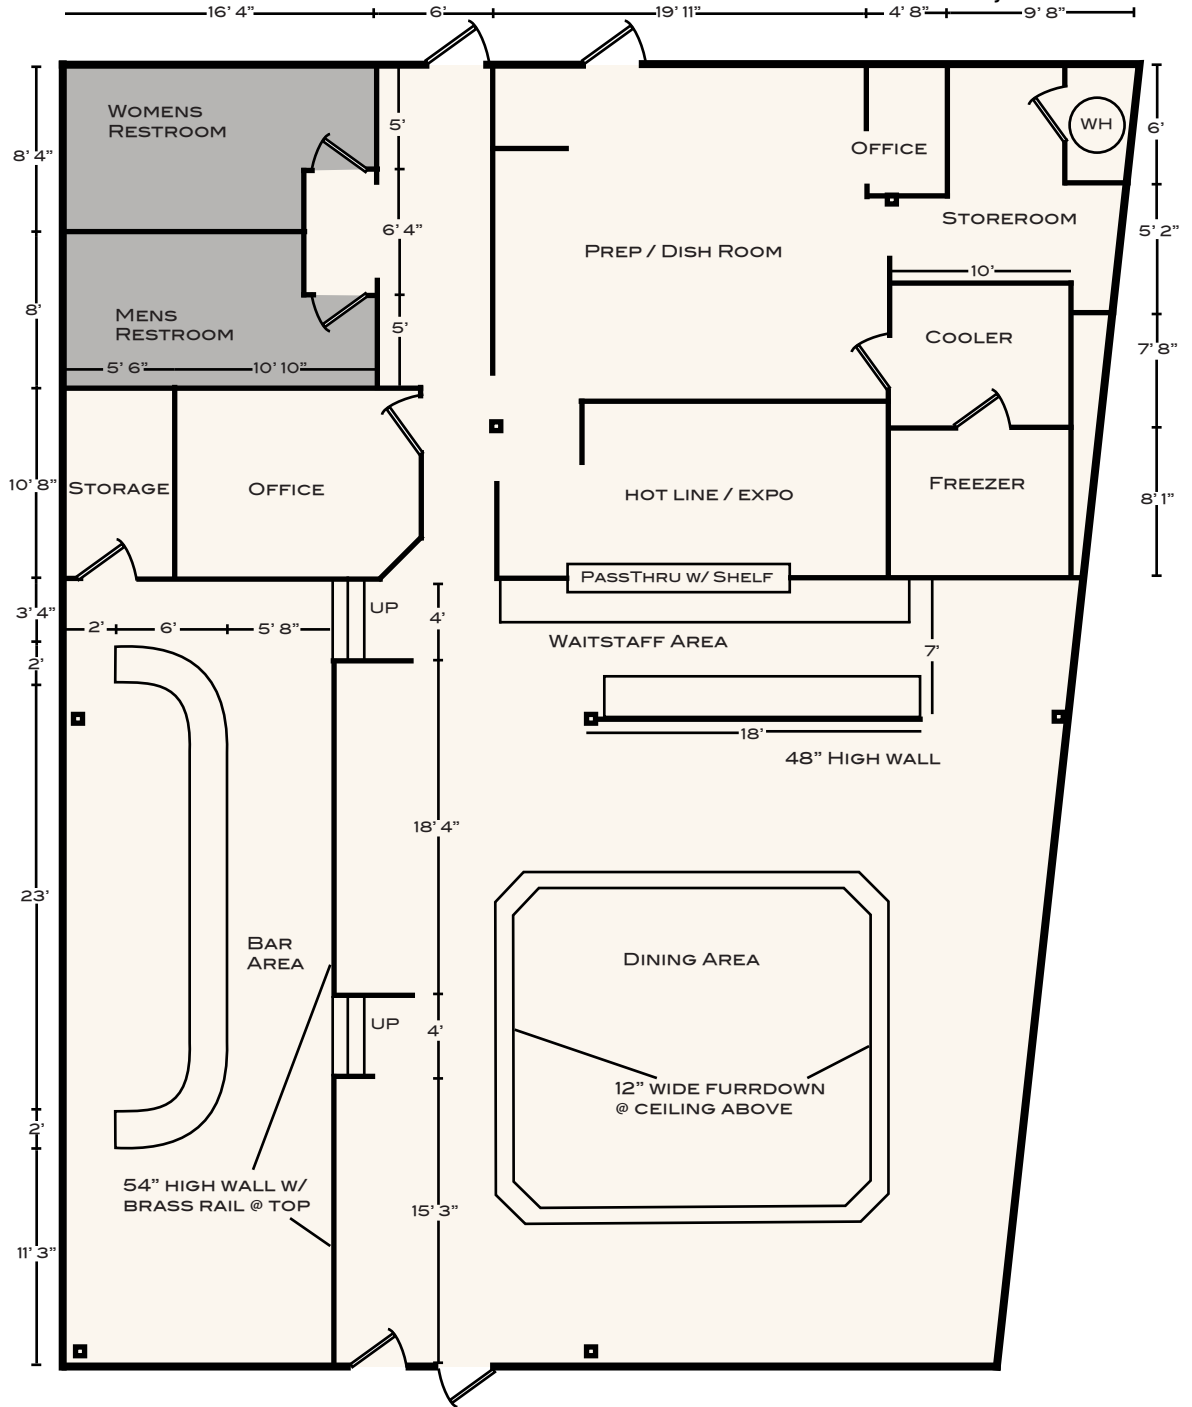 16' 4"
6'
19' 11"
4' 8"
9' 8"
WOMENS
RESTROOM
5'
8' 4"
6'
WH
OFFICE
6' 4"
STOREROOM
5' 2"
PREP / DISH ROOM
10'
8'
MENS
RESTROOM
5'
COOLER
7' 8"
5' 6"
10' 10"
10' 8"
STORAGE
OFFICE
HOT LINE / EXPO
FREEZER
8' 1"
PASSTHRU W/ SHELF
3' 4"
UP
4'
2'
6'
5' 8"
WAITSTAFF AREA
7'
2'
18'
48" HIGH WALL
18' 4"
23'
BAR
AREA
DINING AREA
UP
4'
12" WIDE FURRDOWN
@ CEILING ABOVE
2'
54" HIGH WALL W/
BRASS RAIL @ TOP
15' 3"
11' 3"